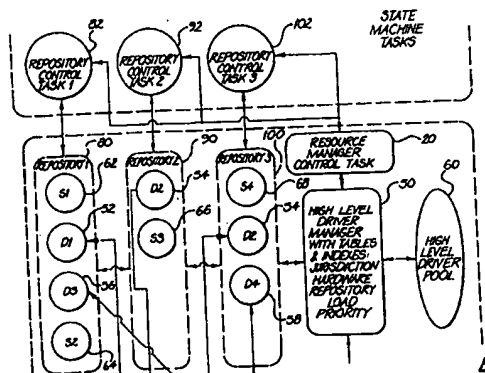 82
92
102
STATE
MACHINE
TASKS
REPOSITORY
CONTROL
TASK 1
REPOSITORY
CONTROL
TASK 2
REPOSITORY
CONTROL
TASK 3
80
90
100
20
60
REPOSITORY 1
REPOSITORY 2
REPOSITORY 3
RESOURCE
MANAGER
CONTROL TASK
62
S1
D2
54
S4
68
50
52
D1
S3
66
D2
54
HIGH LEVEL
DRIVER
MANAGER
WITH TABLES
& INDEXES:
JURISDICTION
HARDWARE
REPOSITORY
LOAD
PRIORITY
HIGH LEVEL
DRIVER POOL
D3
56
D4
58
S2
64